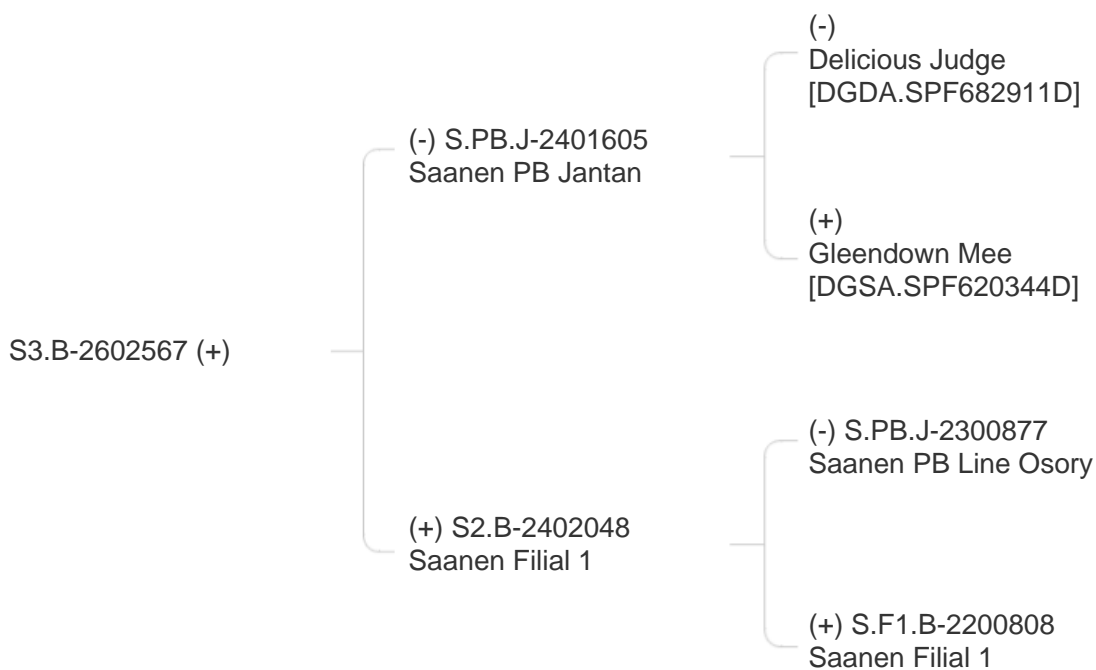 (-)
Delicious Judge
[DGDA.SPF682911D]
(-) S.PB.J-2401605
Saanen PB Jantan
(+)
Gleendown Mee
[DGSA.SPF620344D]
S3.B-2602567 (+)
(-) S.PB.J-2300877
Saanen PB Line Osory
(+) S2.B-2402048
Saanen Filial 1
(+) S.F1.B-2200808
Saanen Filial 1